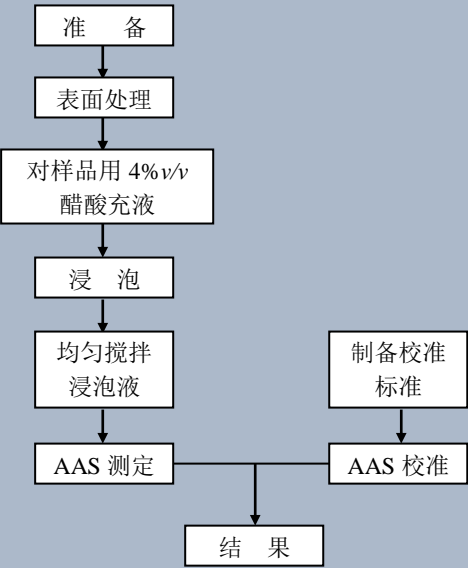 准 备
表面处理
对样品用 4%v/v
醋酸充液
浸 泡
均匀搅拌
浸泡液
制备校准
标准
AAS 测定
AAS 校准
结 果